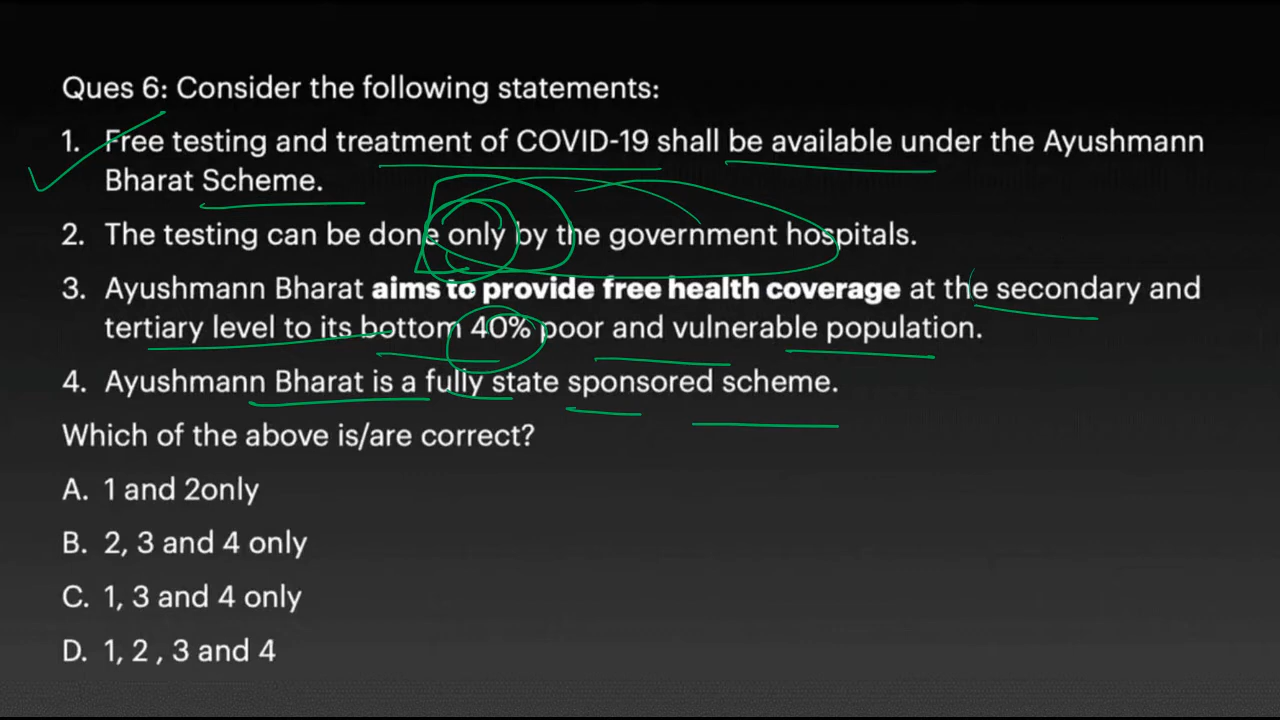 Ques 6: Consider the following statements:
1. Free testing and treatment of COVID-19 shall be available under the Ayushmann
Bharat Scheme.
2. The testing can be done only by the government hospitals.
3. Ayushmann Bharat aims to provide free health coverage at the secondary and
tertiary level to its bottom 40% poor and vulnerable population.
4. Ayushmann Bharat is a fully state sponsored scheme.
Which of the above is/are correct?
A. 1 and 2only
B. 2, 3 and 4 only
C. 1, 3 and 4 only
D. 1, 2 , 3 and 4